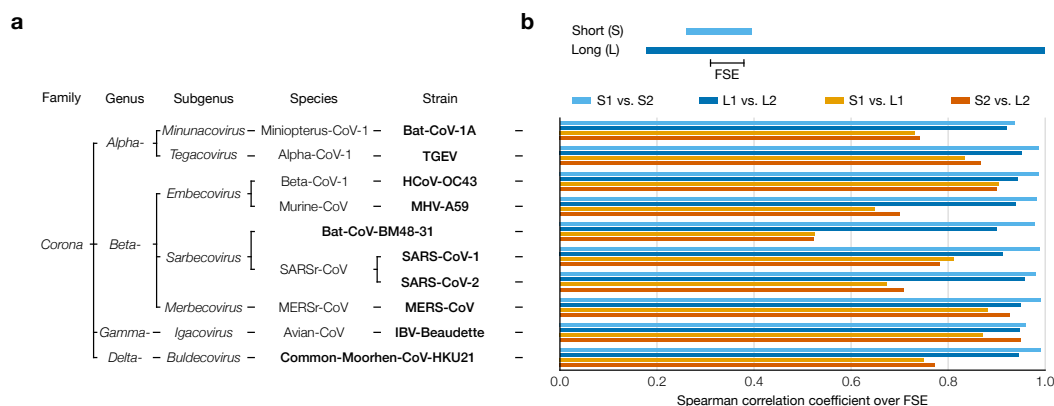 a
Family Genus Subgenus Species Strain
Alpha- Minunacovirus Miniopterus-CoV-1 Bat-CoV-1A
Tegacovirus Alpha-CoV-1 TGEV
Embecovirus Beta-CoV-1 HCoV-OC43
Murine-CoV MHV-A59
Corona Beta- Bat-CoV-BM48-31
Sarbecovirus SARSr-CoV SARS-CoV-1
SARS-CoV-2
Merbecovirus MERSr-CoV MERS-CoV
Gamma- Igacovirus Avian-CoV IBV-Beaudette
Delta- Buldecovirus Common-Moorhen-CoV-HKU21
b
Short (S)
Long (L)
FSE
S1 vs. S2 L1 vs. L2 S1 vs. L1 S2 vs. L2
0.0 0.2 0.4 0.6 0.8 1.0
Spearman correlation coefficient over FSE